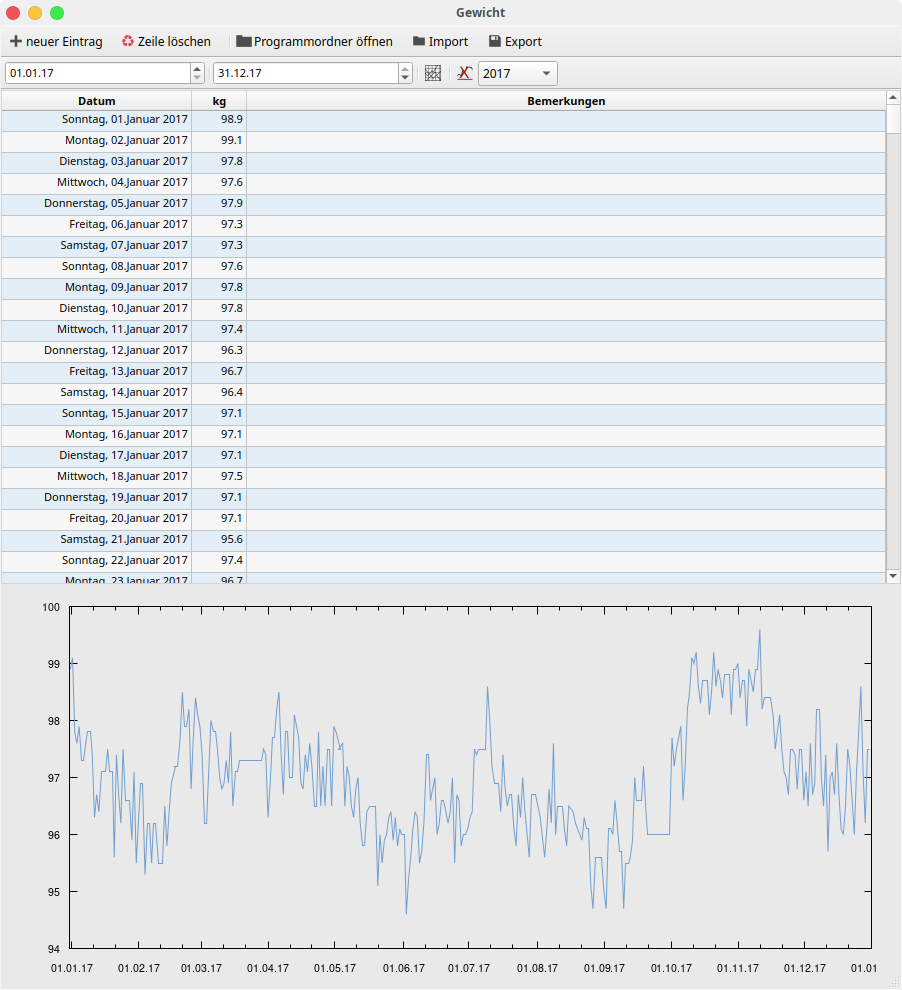 Gewicht
neuer Eintrag Zeile löschen Programmordner öffnen Import Export
01.01.17 31.12.17 2017
Datum kg Bemerkungen
Sonntag, 01.Januar 2017 98.9
Montag, 02.Januar 2017 99.1
Dienstag, 03.Januar 2017 97.8
Mittwoch, 04.Januar 2017 97.6
Donnerstag, 05.Januar 2017 97.9
Freitag, 06.Januar 2017 97.3
Samstag, 07.Januar 2017 97.3
Sonntag, 08.Januar 2017 97.6
Montag, 09.Januar 2017 97.8
Dienstag, 10.Januar 2017 97.8
Mittwoch, 11.Januar 2017 97.4
Donnerstag, 12.Januar 2017 96.3
Freitag, 13.Januar 2017 96.7
Samstag, 14.Januar 2017 96.4
Sonntag, 15.Januar 2017 97.1
Montag, 16.Januar 2017 97.1
Dienstag, 17.Januar 2017 97.1
Mittwoch, 18.Januar 2017 97.5
Donnerstag, 19.Januar 2017 97.1
Freitag, 20.Januar 2017 97.1
Samstag, 21.Januar 2017 95.6
Sonntag, 22.Januar 2017 97.4
Montag, 23.Januar 2017 96.7
100
99
98
97
96
95
94
01.01.17 01.02.17 01.03.17 01.04.17 01.05.17 01.06.17 01.07.17 01.08.17 01.09.17 01.10.17 01.11.17 01.12.17 01.01